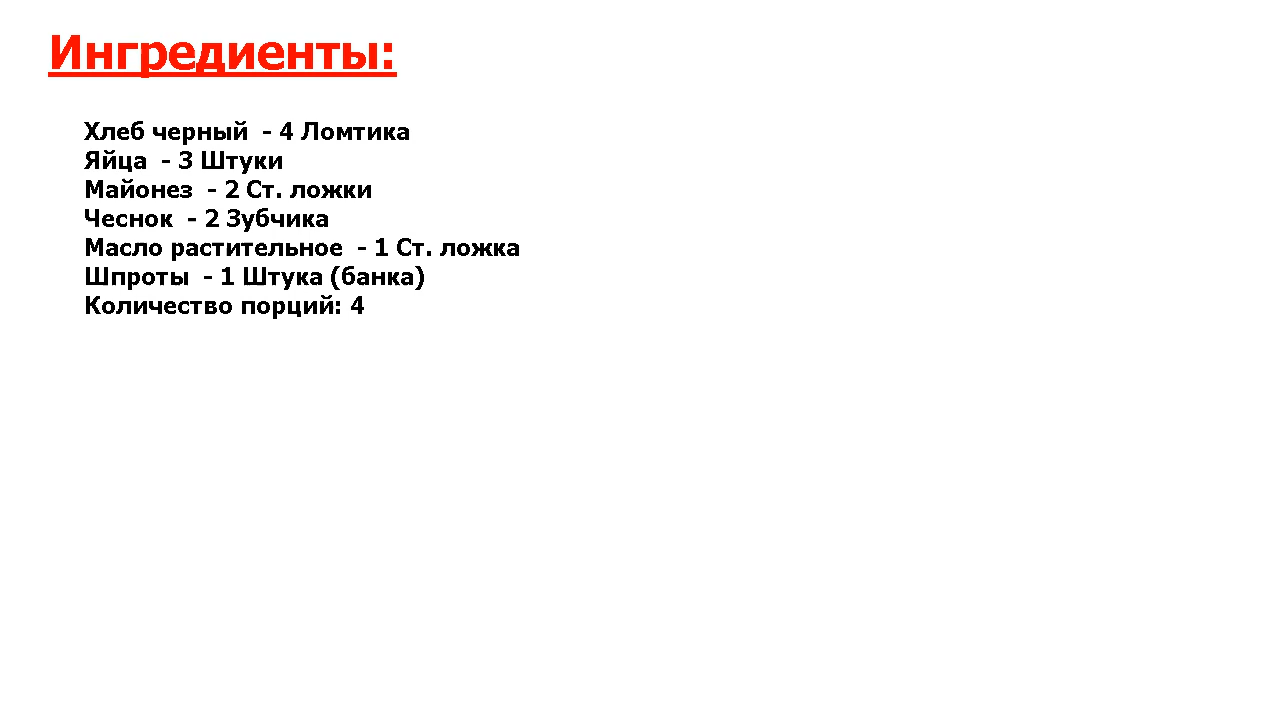 Ингредиенты:
Хлеб черный  - 4 Ломтика
Яйца  - 3 Штуки
Майонез  - 2 Ст. ложки
Чеснок  - 2 Зубчика
Масло растительное  - 1 Ст. ложка
Шпроты  - 1 Штука (банка)
Количество порций: 4